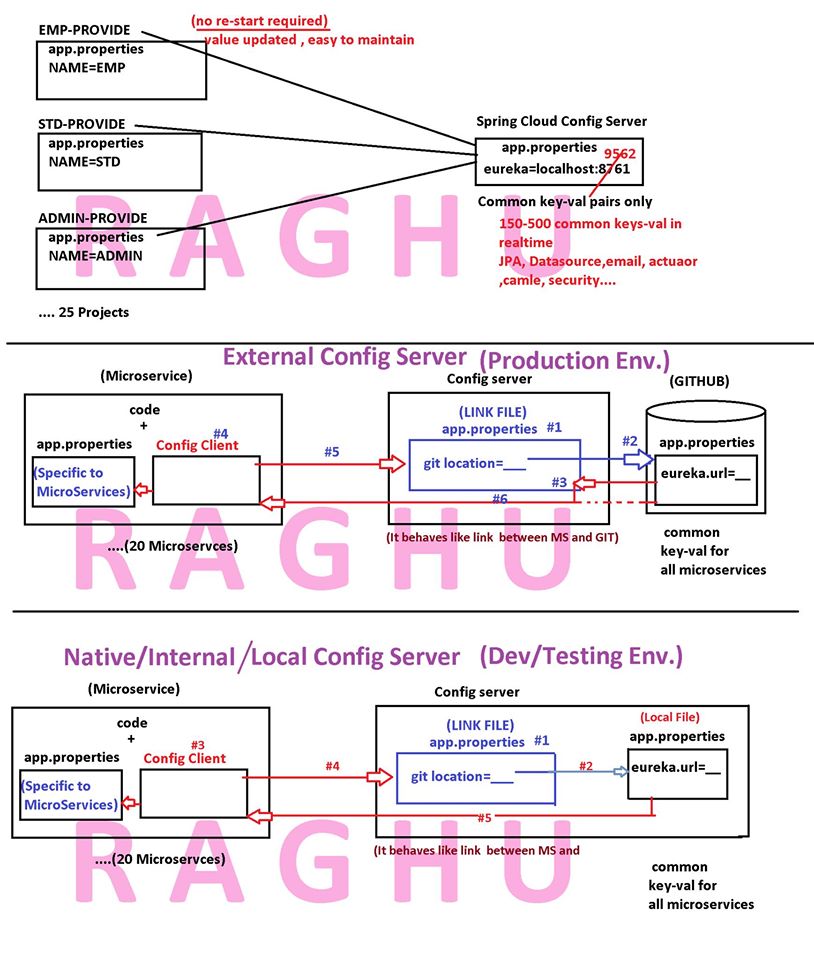 (no re-start required)
value updated , easy to maintain
EMP-PROVIDE
app.properties
NAME=EMP
STD-PROVIDE
app.properties
NAME=STD
ADMIN-PROVIDE
app.properties
NAME=ADMIN
.... 25 Projects
Spring Cloud Config Server
app.properties
9562
eureka=localhost:8761
Common key-val pairs only
150-500 common keys-val in
realtime
JPA, Datasource,email, actuaor
,camle, security....
RAGHU
External Config Server (Production Env.)
(Microservice)
code
+
app.properties
#4
Config Client
(Specific to
MicroServices)
....(20 Microservces)
#5
Config server
(LINK FILE)
app.properties #1
git location=___
#2
#3
#6
(It behaves like link between MS and GIT)
(GITHUB)
app.properties
eureka.url=__
common
key-val for
all microservices
RAGHU
Native/Internal/Local Config Server (Dev/Testing Env.)
(Microservice)
code
+
app.properties
#3
Config Client
(Specific to
MicroServices)
....(20 Microservces)
#4
Config server
(LINK FILE)
app.properties #1
git location=___
#2
(Local File)
app.properties
eureka.url=__
#5
(It behaves like link between MS and
common
key-val for
all microservices
RAGHU